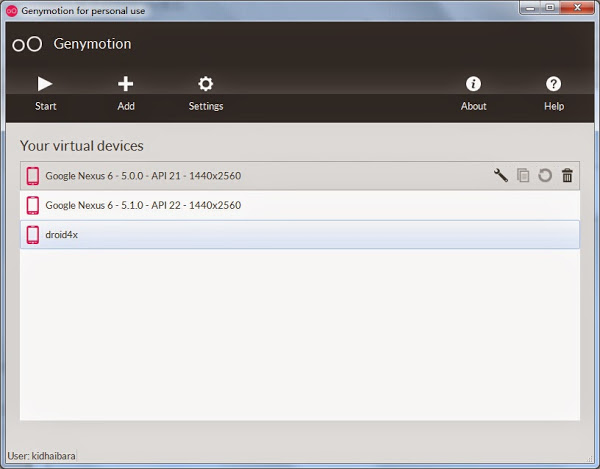 Genymotion for personal use
Genymotion
Start Add Settings About Help
Your virtual devices
Google Nexus 6 - 5.0.0 - API 21 - 1440x2560
Google Nexus 6 - 5.1.0 - API 22 - 1440x2560
droid4x
User: kidhaibara